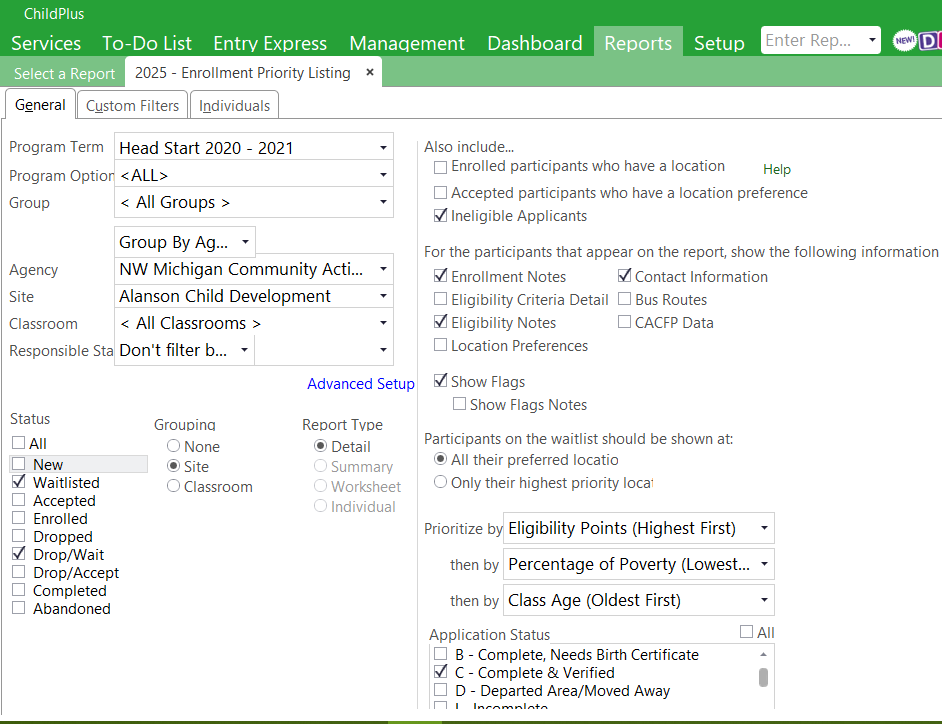 ChildPlus
Services To-Do List Entry Express Management Dashboard Reports Setup Enter Rep... NEW! D
Select a Report 2025 - Enrollment Priority Listing ×
General Custom Filters Individuals
Program Term Head Start 2020 - 2021
Program Option <ALL>
Group < All Groups >
Group By Ag...
Agency NW Michigan Community Acti...
Site Alanson Child Development
Classroom < All Classrooms >
Responsible Sta Don't filter b...
Advanced Setup
Status
All
New
Waitlisted
Accepted
Enrolled
Dropped
Drop/Wait
Drop/Accept
Completed
Abandoned
Grouping
None
Site
Classroom
Report Type
Detail
Summary
Worksheet
Individual
Also include...
Enrolled participants who have a location
Help
Accepted participants who have a location preference
Ineligible Applicants
For the participants that appear on the report, show the following information
Enrollment Notes Contact Information
Eligibility Criteria Detail Bus Routes
Eligibility Notes CACFP Data
Location Preferences
Show Flags
Show Flags Notes
Participants on the waitlist should be shown at:
All their preferred locatio
Only their highest priority locat
Prioritize by Eligibility Points (Highest First)
then by Percentage of Poverty (Lowest...
then by Class Age (Oldest First)
Application Status All
B - Complete, Needs Birth Certificate
C - Complete & Verified
D - Departed Area/Moved Away
I - Incomplete